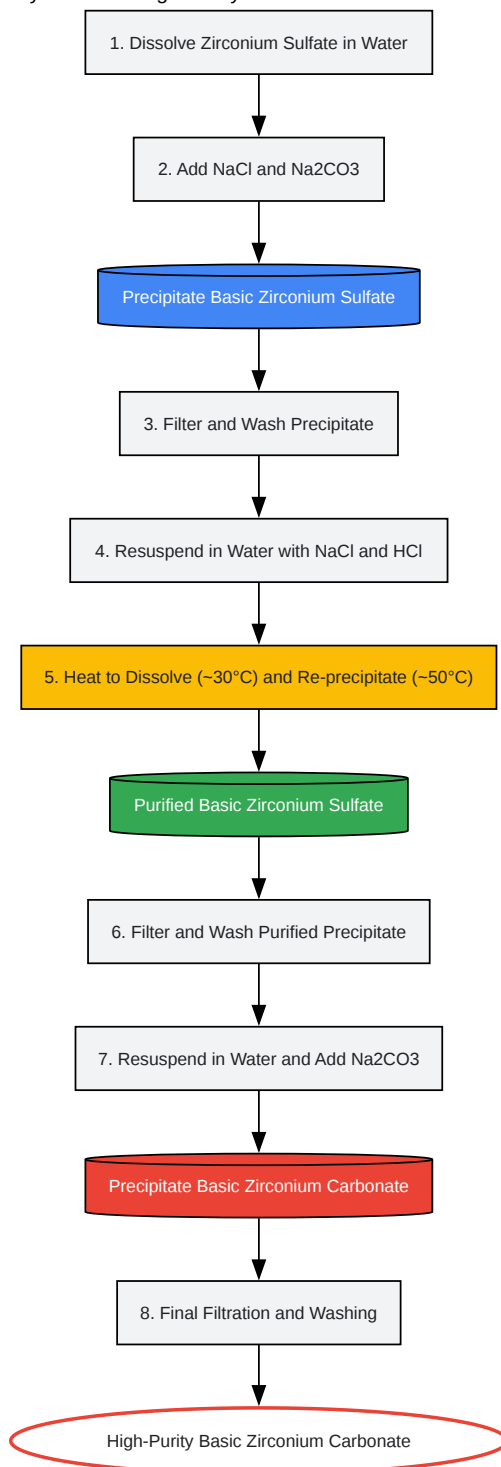 1. Dissolve Zirconium Sulfate in Water
2. Add NaCl and Na2CO3
Precipitate Basic Zirconium Sulfate
3. Filter and Wash Precipitate
4. Resuspend in Water with NaCl and HCl
5. Heat to Dissolve (~30°C) and Re-precipitate (~50°C)
Purified Basic Zirconium Sulfate
6. Filter and Wash Purified Precipitate
7. Resuspend in Water and Add Na2CO3
Precipitate Basic Zirconium Carbonate
8. Final Filtration and Washing
High-Purity Basic Zirconium Carbonate